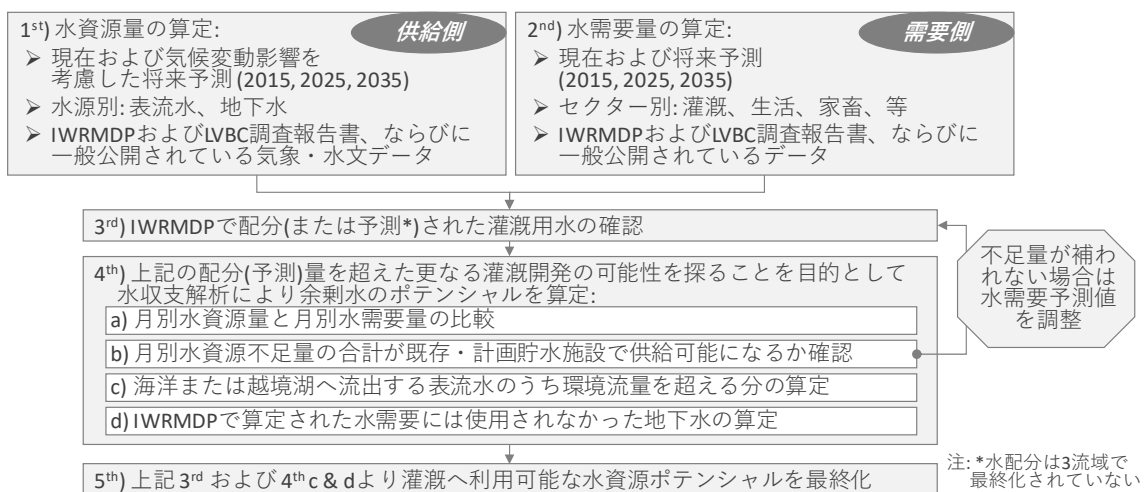 1st) 水資源量の算定:
供給側
➢ 現在および気候変動影響を
考慮した将来予測 (2015, 2025, 2035)
➢ 水源別: 表流水、地下水
➢ IWRMDPおよびLVBC調査報告書、ならびに
一般公開されている気象・水文データ
2nd) 水需要量の算定:
需要側
➢ 現在および将来予測
(2015, 2025, 2035)
➢ セクター別: 灌漑、生活、家畜、等
➢ IWRMDPおよびLVBC調査報告書、ならびに
一般公開されているデータ
3rd) IWRMDPで配分(または予測*)された灌漑用水の確認
4th) 上記の配分(予測)量を超えた更なる灌漑開発の可能性を探ることを目的として
水収支解析により余剰水のポテンシャルを算定:
a) 月別水資源量と月別水需要量の比較
b) 月別水資源不足量の合計が既存・計画貯水施設で供給可能になるか確認
c) 海洋または越境湖へ流出する表流水のうち環境流量を超える分の算定
d) IWRMDPで算定された水需要には使用されなかった地下水の算定
不足量が補わ
れない場合は
水需要予測値
を調整
5th) 上記 3rd および 4th c & dより灌漑へ利用可能な水資源ポテンシャルを最終化
注: *水配分は3流域で
最終化されていない